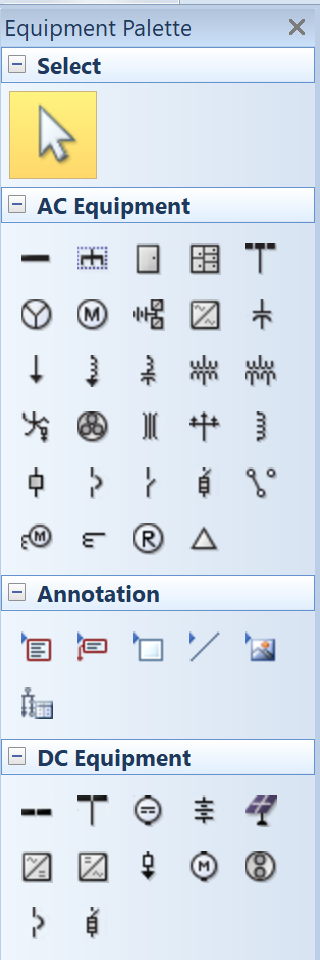 Equipment Palette
Select
AC Equipment
M
M
R
Annotation
DC Equipment
M